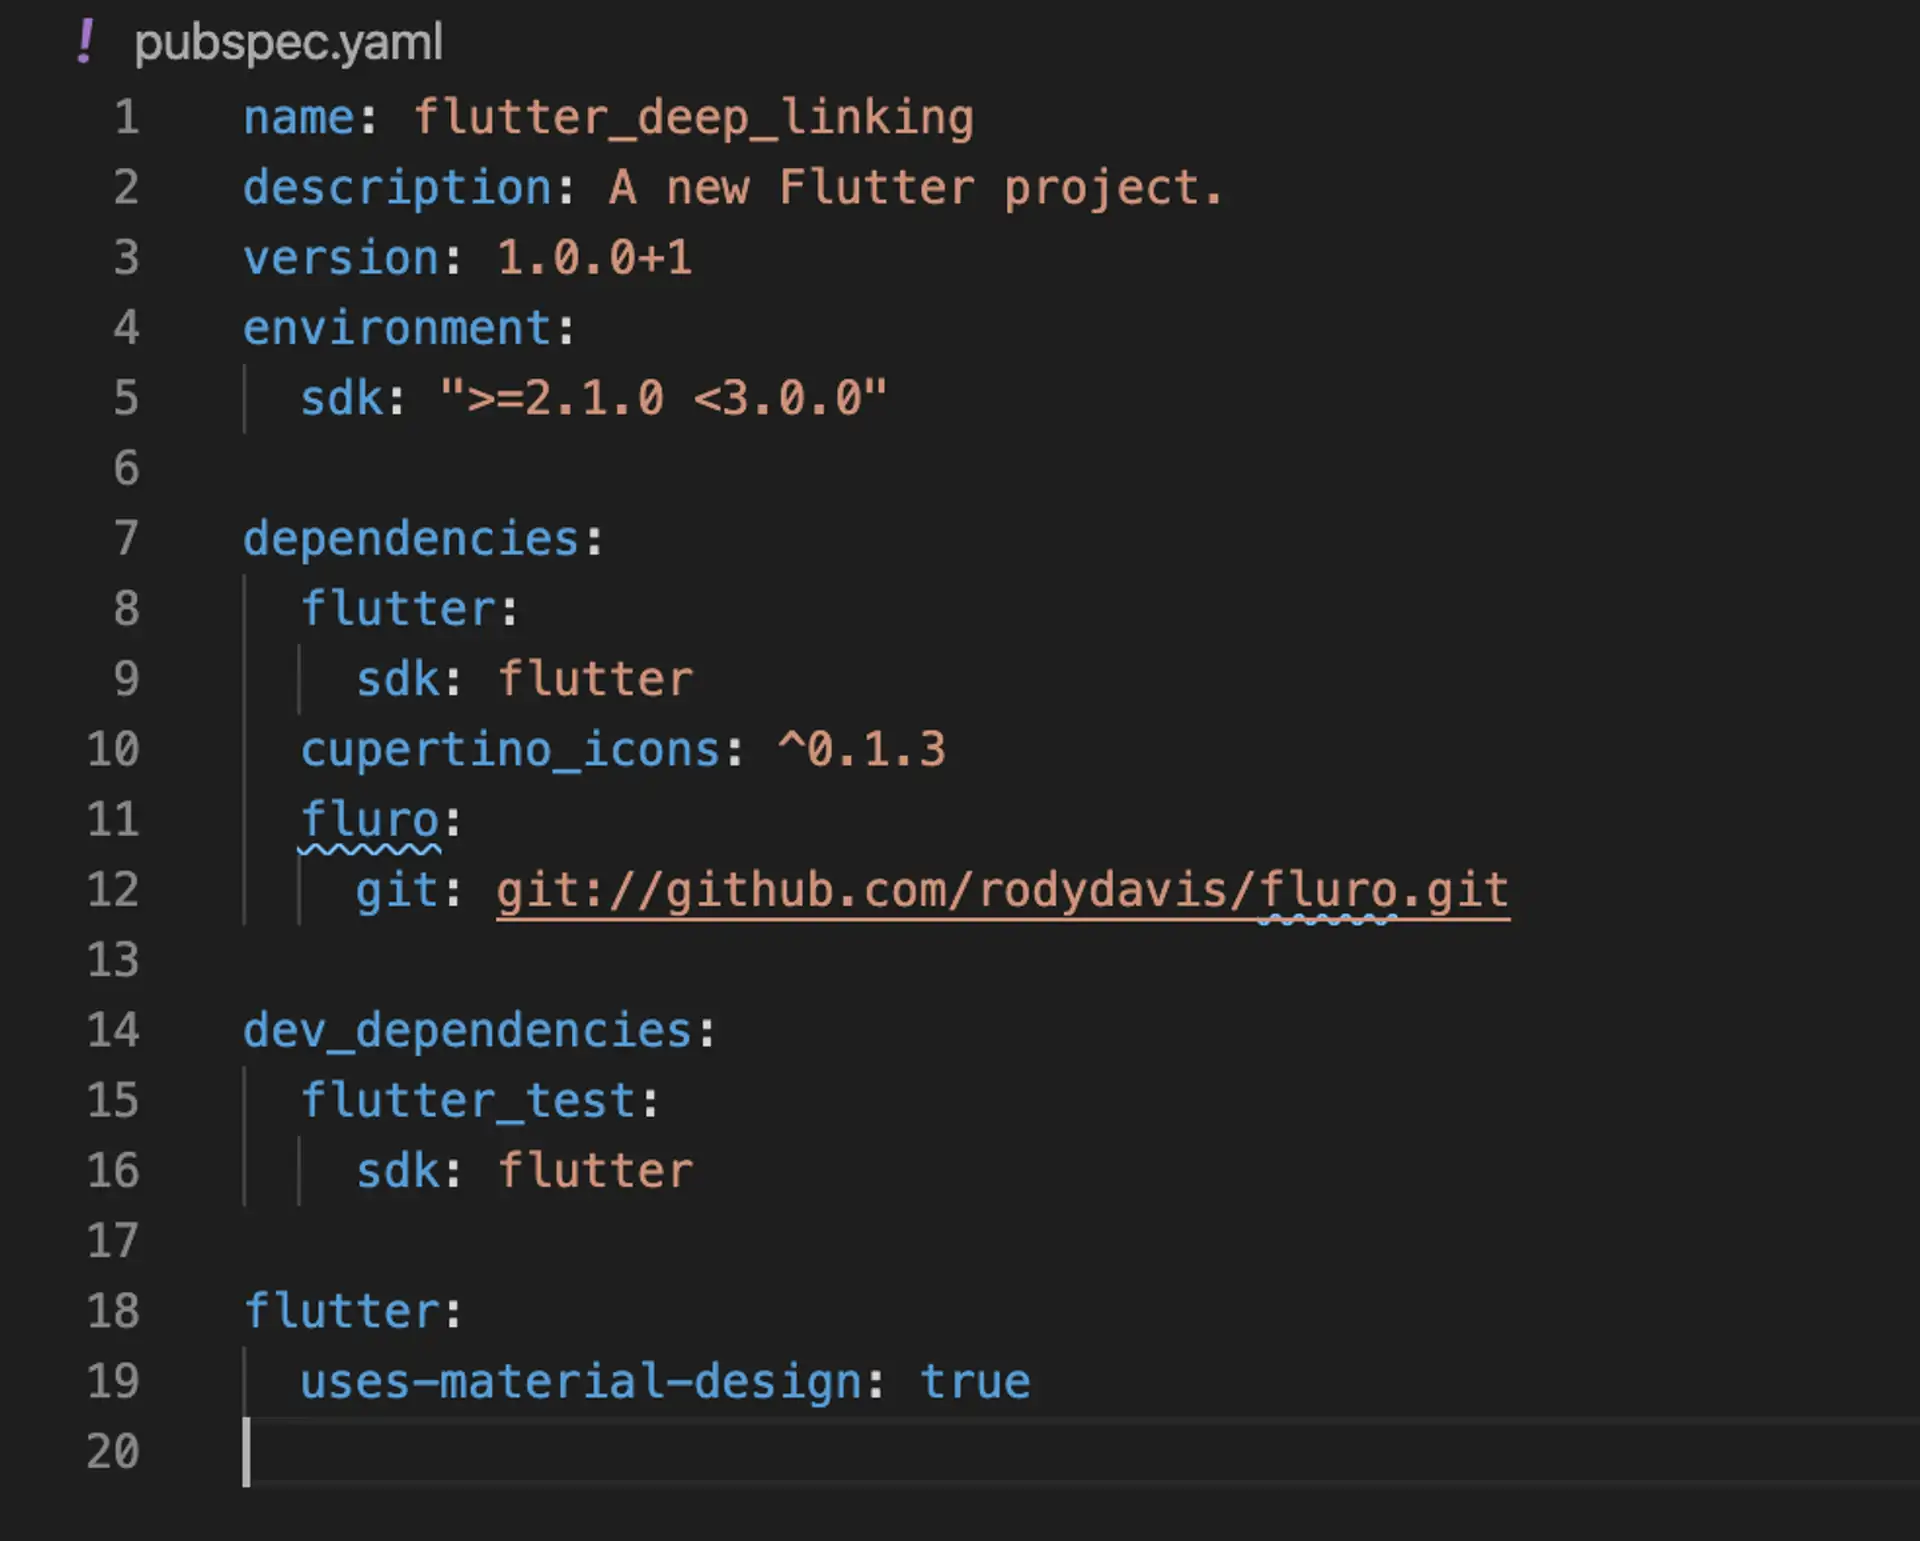 ! pubspec.yaml
1 name: flutter_deep_linking
2 description: A new Flutter project.
3 version: 1.0.0+1
4 environment:
5   sdk: ">=2.1.0 <3.0.0"
6
7 dependencies:
8   flutter:
9     sdk: flutter
10   cupertino_icons: ^0.1.3
11   fluro:
12     git: git://github.com/rodydavis/fluro.git
13
14 dev_dependencies:
15   flutter_test:
16     sdk: flutter
17
18 flutter:
19   uses-material-design: true
20